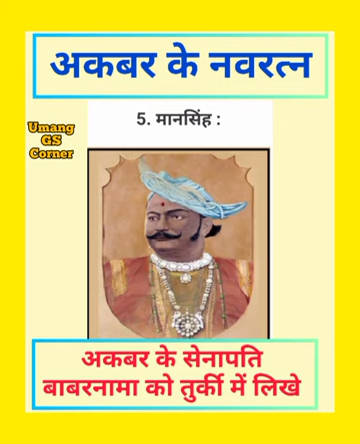 अकबर के नवरत्न
5. मानसिंह :
Umang
GS
Corner
अकबर के सेनापति
बाबरनामा को तुर्की में लिखे